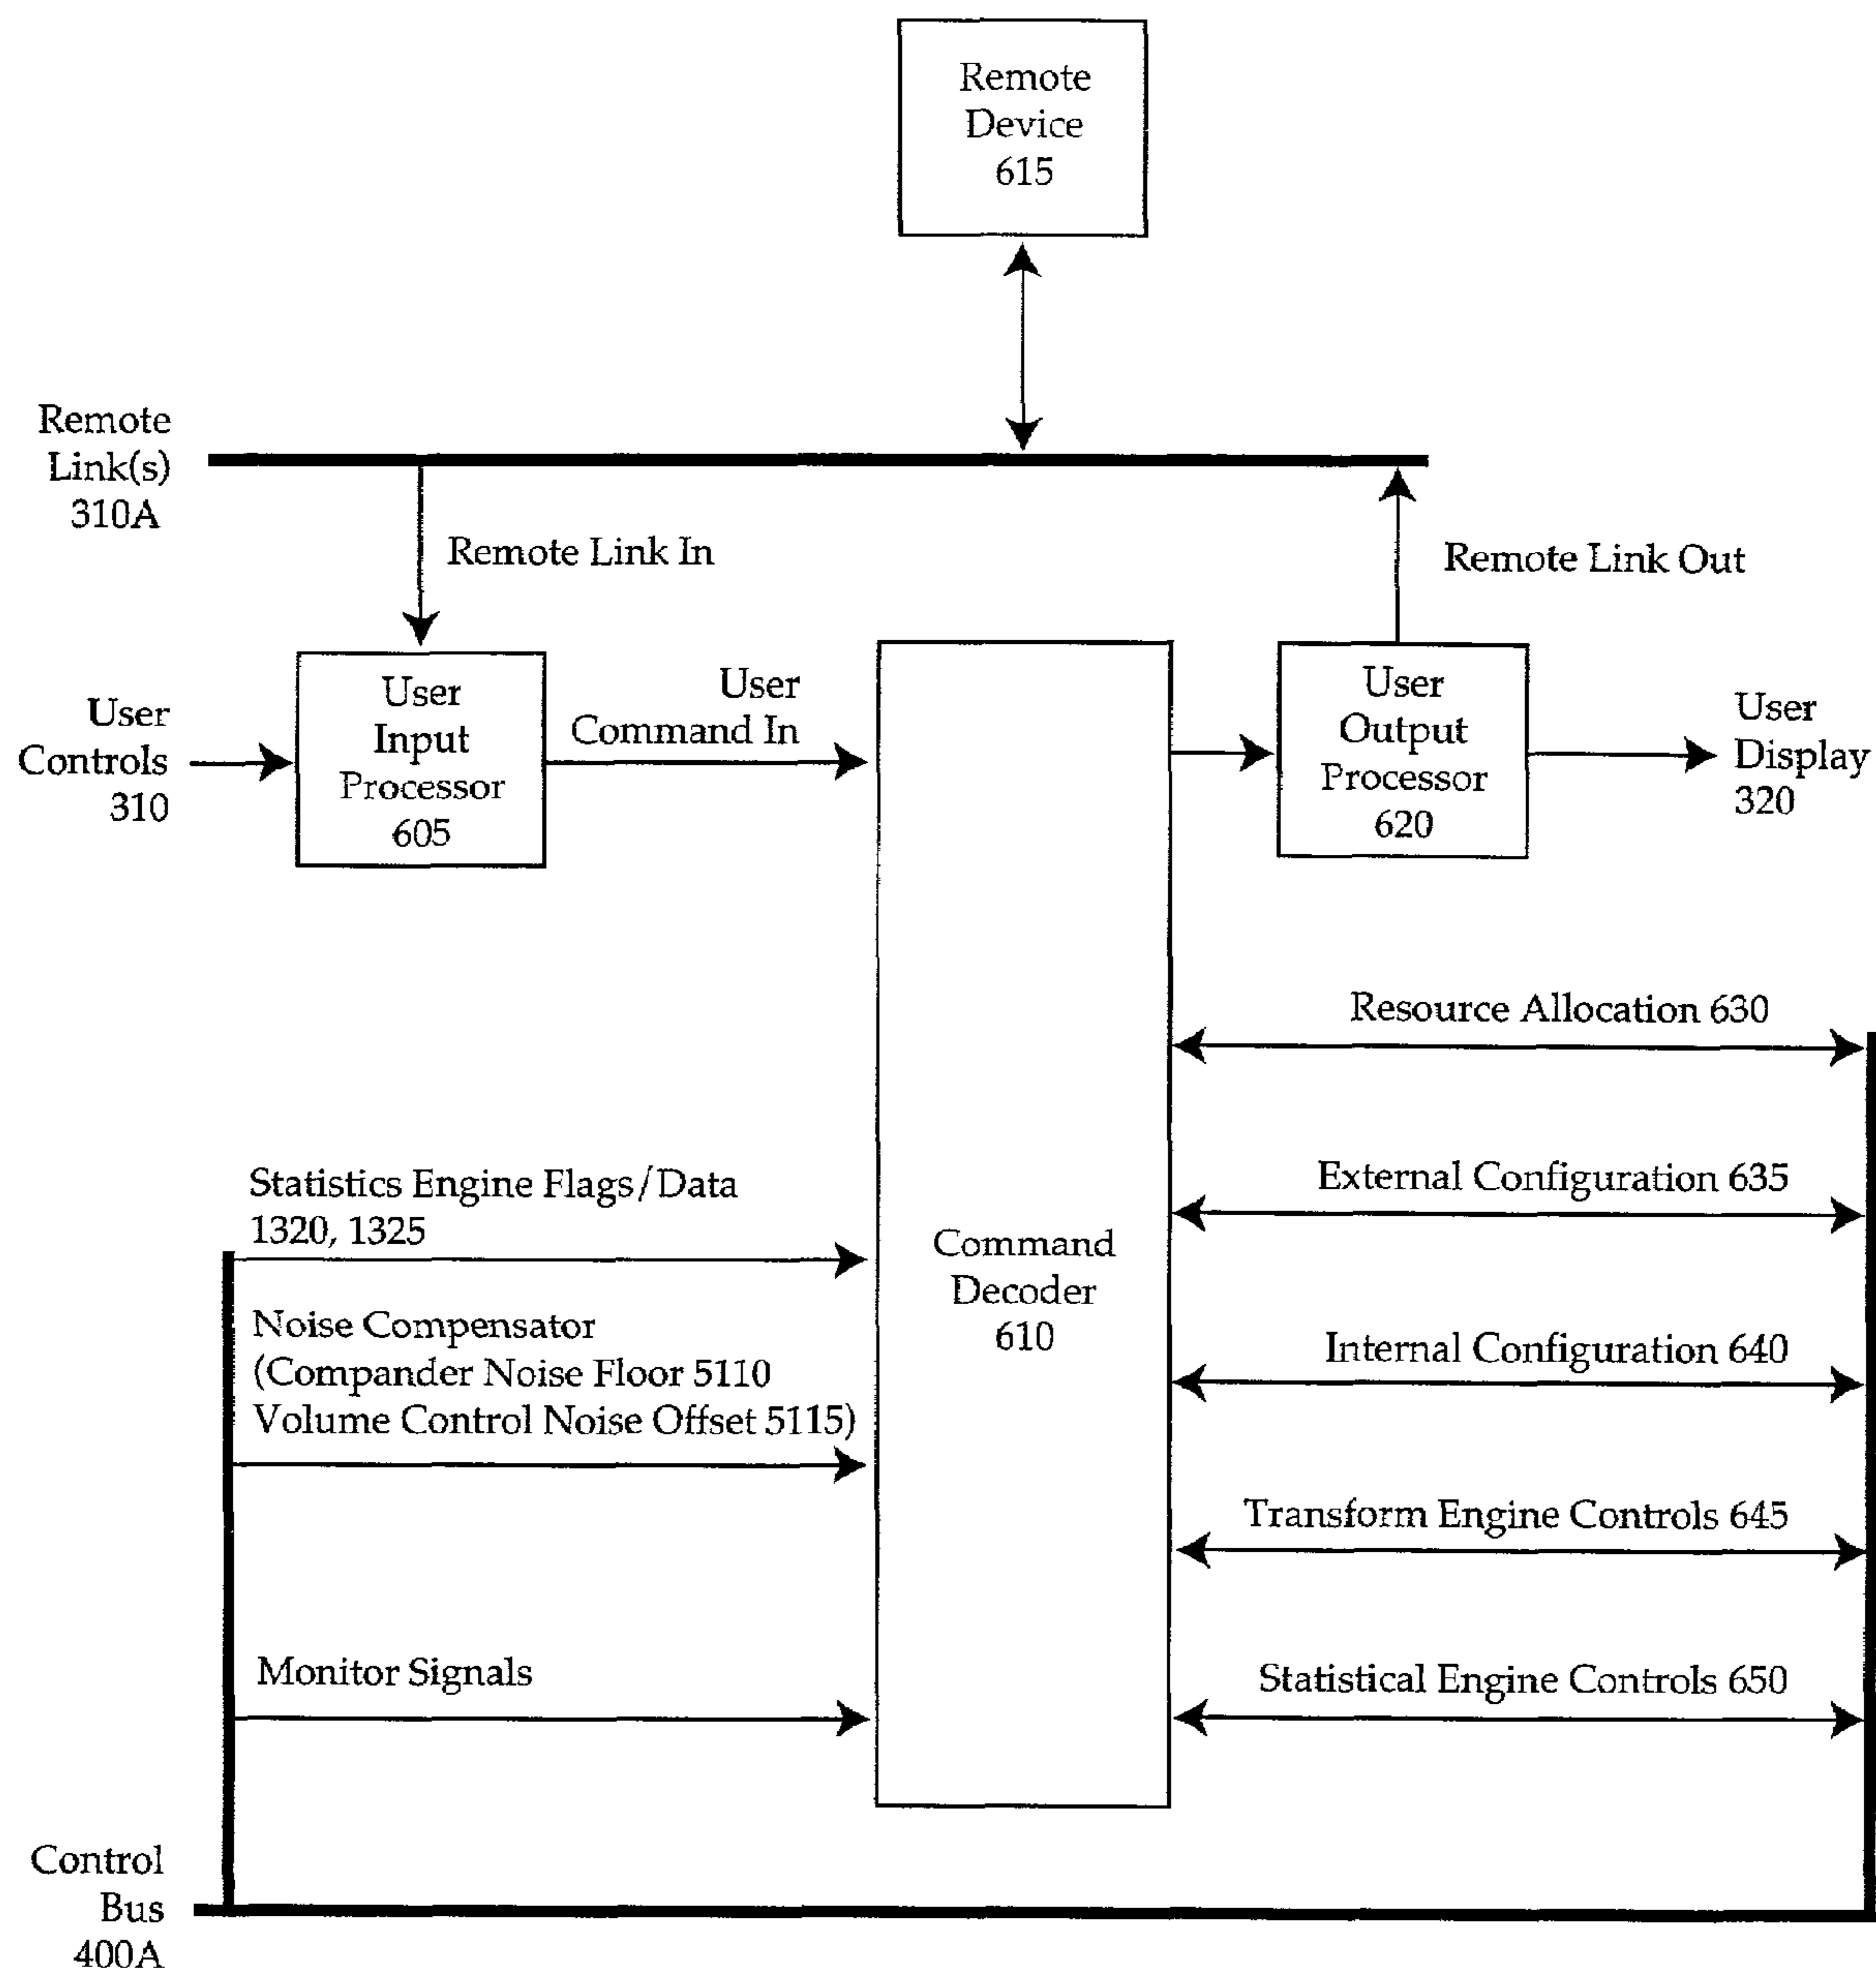 Remote
Device
615
Remote
Link(s)
310A
Remote Link In
Remote Link Out
User
Controls
310
User
Input
Processor
605
User
Command In
User
Output
Processor
620
User
Display
320
Resource Allocation 630
External Configuration 635
Internal Configuration 640
Transform Engine Controls 645
Statistical Engine Controls 650
Statistics Engine Flags/Data
1320, 1325
Noise Compensator
(Compander Noise Floor 5110
Volume Control Noise Offset 5115)
Monitor Signals
Command
Decoder
610
Control
Bus
400A